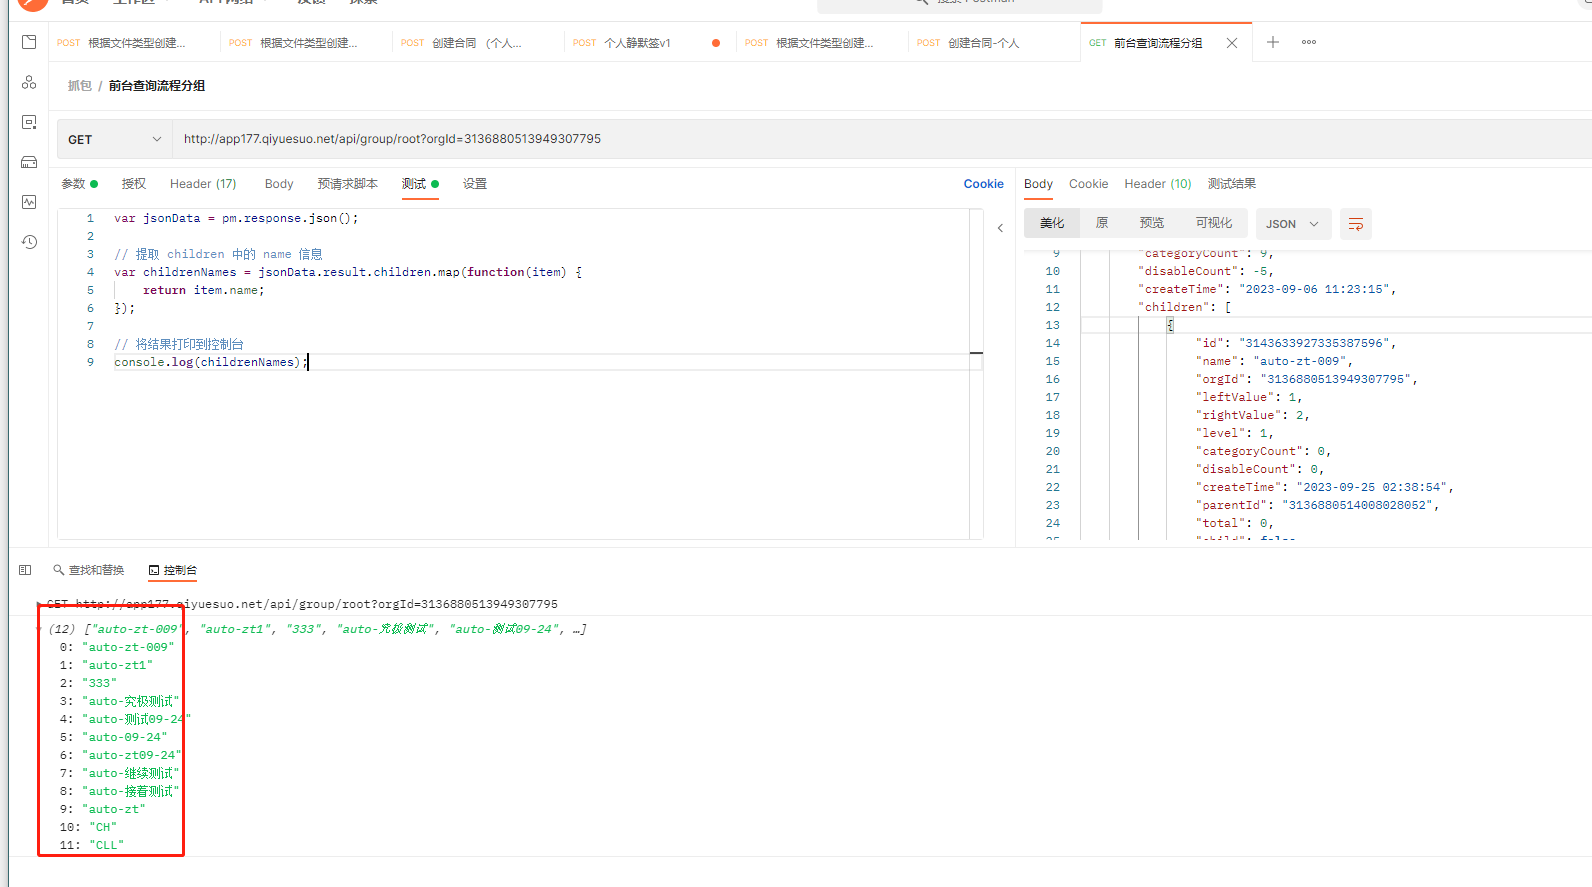 首页 工作区 API 网络 反馈 探索 搜索 Postman
POST 根据文件类型创建... POST 根据文件类型创建... POST 创建合同 （个人... POST 个人静默签v1 POST 根据文件类型创建... POST 创建合同-个人 GET 前台查询流程分组
抓包 / 前台查询流程分组
GET http://app177.qiyuesuo.net/api/group/root?orgId=3136880513949307795
参数 授权 Header (17) Body 预请求脚本 测试 设置 Cookie
1 var jsonData = pm.response.json();
2
3 // 提取 children 中的 name 信息
4 var childrenNames = jsonData.result.children.map(function(item) {
5 return item.name;
6 });
7
8 // 将结果打印到控制台
9 console.log(childrenNames);
Body Cookie Header (10) 测试结果
美化 原 预览 可视化 JSON
9 "categoryCount": 9,
10 "disableCount": -5,
11 "createTime": "2023-09-06 11:23:15",
12 "children": [
13 {
14 "id": "3143633927335387596",
15 "name": "auto-zt-009",
16 "orgId": "3136880513949307795",
17 "leftValue": 1,
18 "rightValue": 2,
19 "level": 1,
20 "categoryCount": 0,
21 "disableCount": 0,
22 "createTime": "2023-09-25 02:38:54",
23 "parentId": "3136880514008028052",
24 "total": 0,
25 "child": false
查找和替换 控制台
GET http://app177.qiyuesuo.net/api/group/root?orgId=3136880513949307795
(12) ["auto-zt-009", "auto-zt1", "333", "auto-究极测试", "auto-测试09-24", …]
0: "auto-zt-009"
1: "auto-zt1"
2: "333"
3: "auto-究极测试"
4: "auto-测试09-24"
5: "auto-09-24"
6: "auto-zt09-24"
7: "auto-继续测试"
8: "auto-接着测试"
9: "auto-zt"
10: "CH"
11: "CLL"